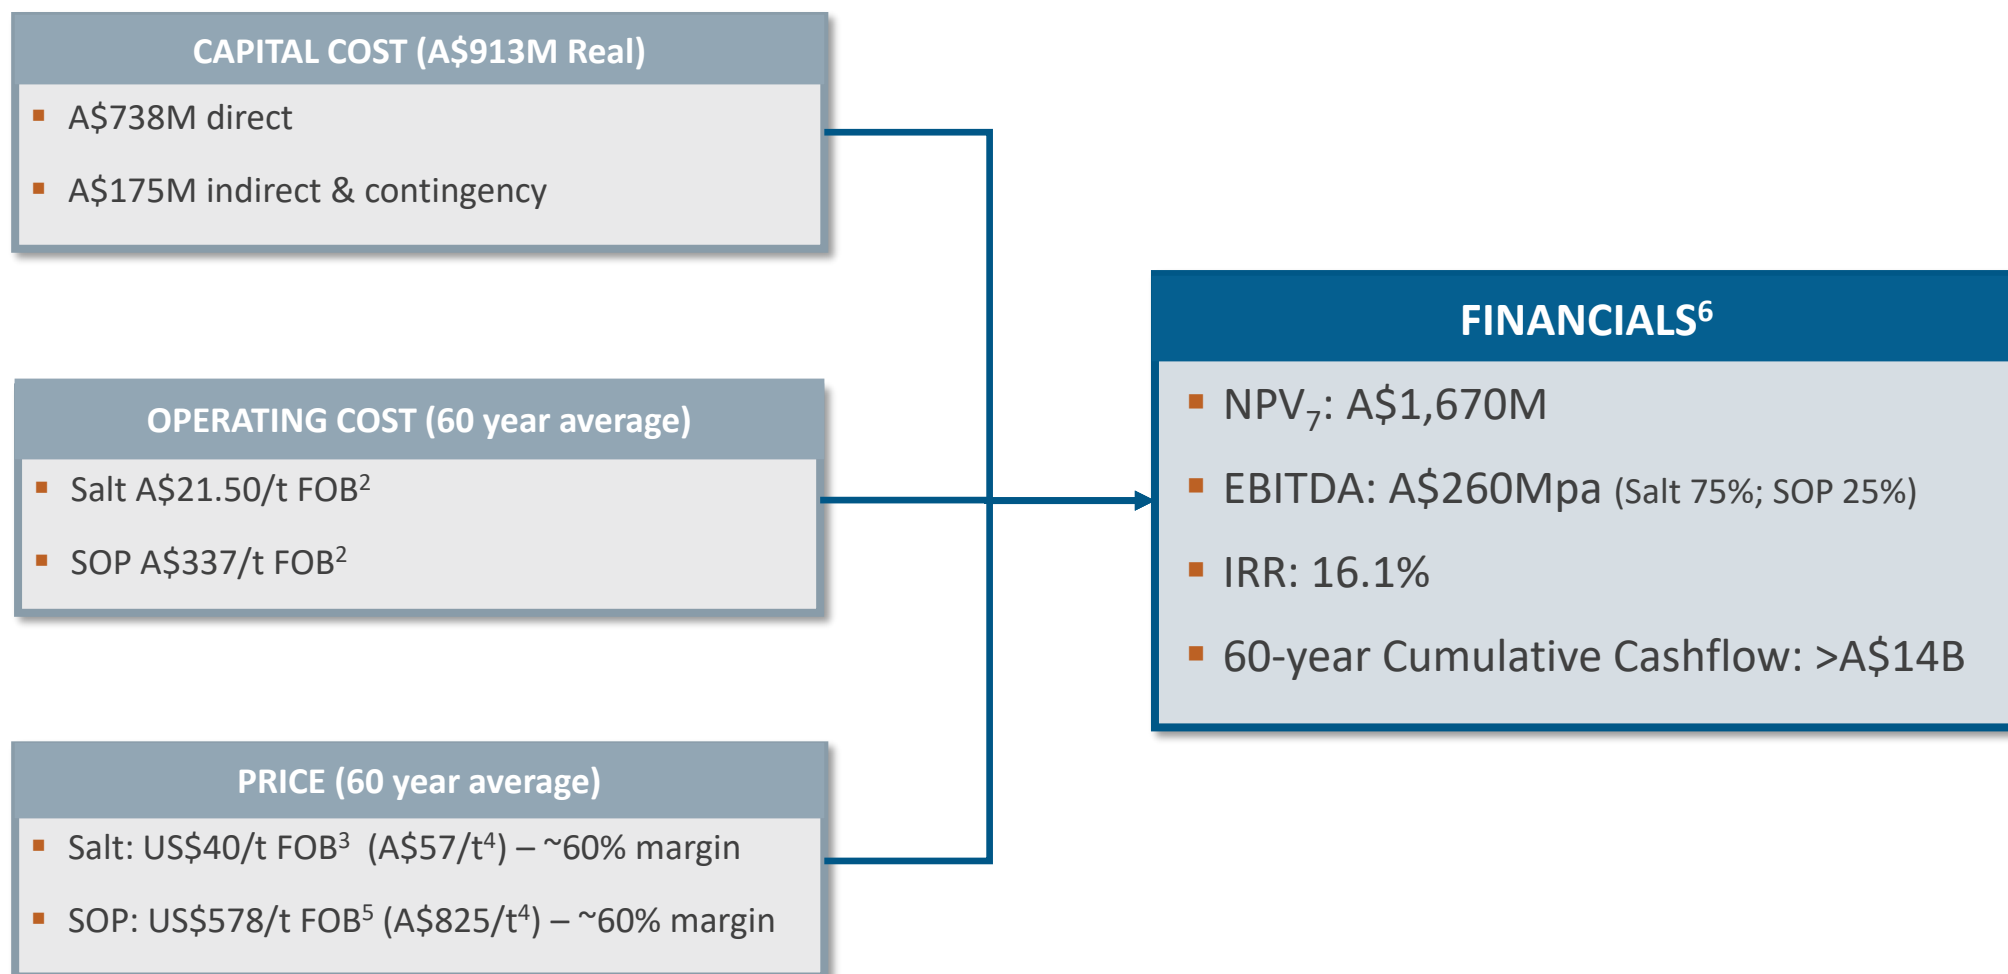 CAPITAL COST (A$913M Real)
▪ A$738M direct
▪ A$175M indirect & contingency
OPERATING COST (60 year average)
▪ Salt A$21.50/t FOB²
▪ SOP A$337/t FOB²
PRICE (60 year average)
▪ Salt: US$40/t FOB³ (A$57/t⁴) – ~60% margin
▪ SOP: US$578/t FOB⁵ (A$825/t⁴) – ~60% margin
FINANCIALS⁶
▪ NPV₇: A$1,670M
▪ EBITDA: A$260Mpa (Salt 75%; SOP 25%)
▪ IRR: 16.1%
▪ 60-year Cumulative Cashflow: >A$14B